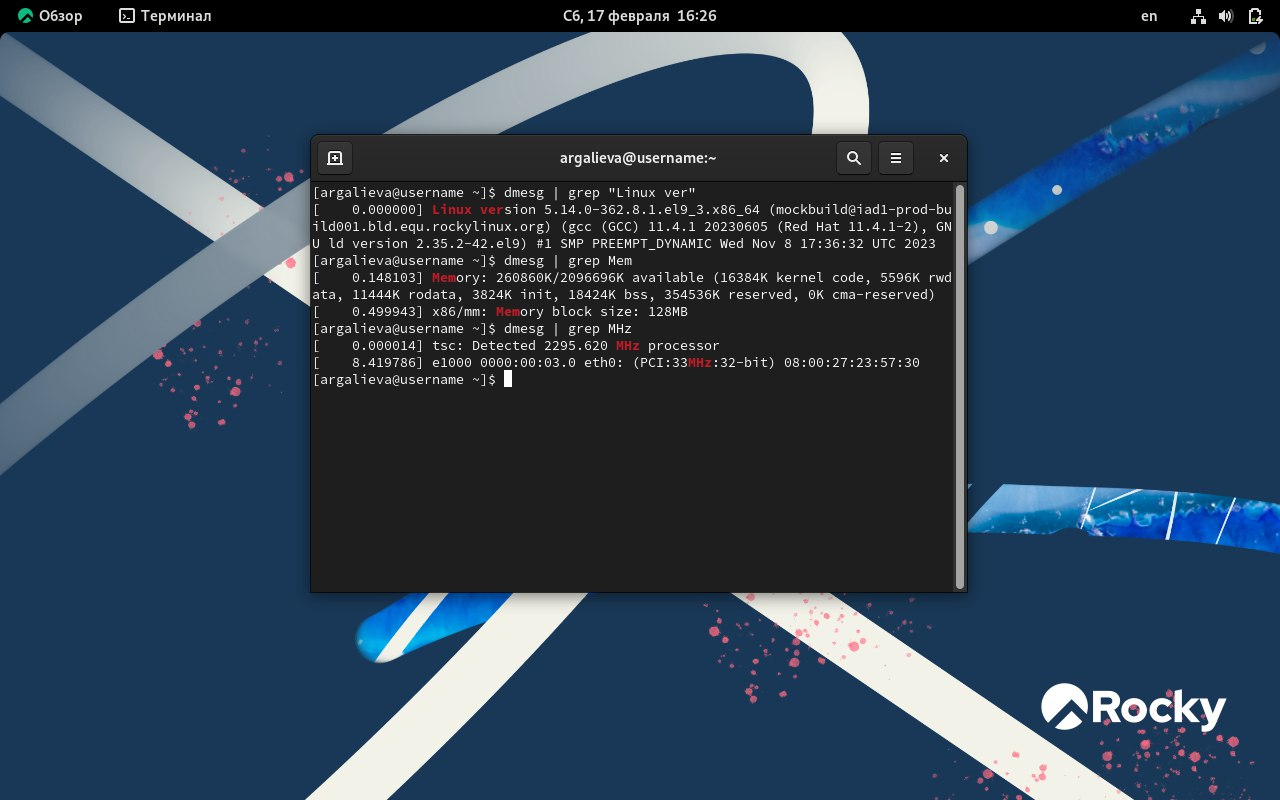 Обзор Терминал Сб, 17 февраля 16:26 en
argalieva@username:~
[argalieva@username ~]$ dmesg | grep "Linux ver"
[    0.000000] Linux version 5.14.0-362.8.1.el9_3.x86_64 (mockbuild@iad1-prod-bu
ild001.bld.equ.rockylinux.org) (gcc (GCC) 11.4.1 20230605 (Red Hat 11.4.1-2), GN
U ld version 2.35.2-42.el9) #1 SMP PREEMPT_DYNAMIC Wed Nov 8 17:36:32 UTC 2023
[argalieva@username ~]$ dmesg | grep Mem
[    0.148103] Memory: 260860K/2096696K available (16384K kernel code, 5596K rwd
ata, 11444K rodata, 3824K init, 18424K bss, 354536K reserved, 0K cma-reserved)
[    0.499943] x86/mm: Memory block size: 128MB
[argalieva@username ~]$ dmesg | grep MHz
[    0.000014] tsc: Detected 2295.620 MHz processor
[    8.419786] e1000 0000:00:03.0 eth0: (PCI:33MHz:32-bit) 08:00:27:23:57:30
[argalieva@username ~]$
Rocky